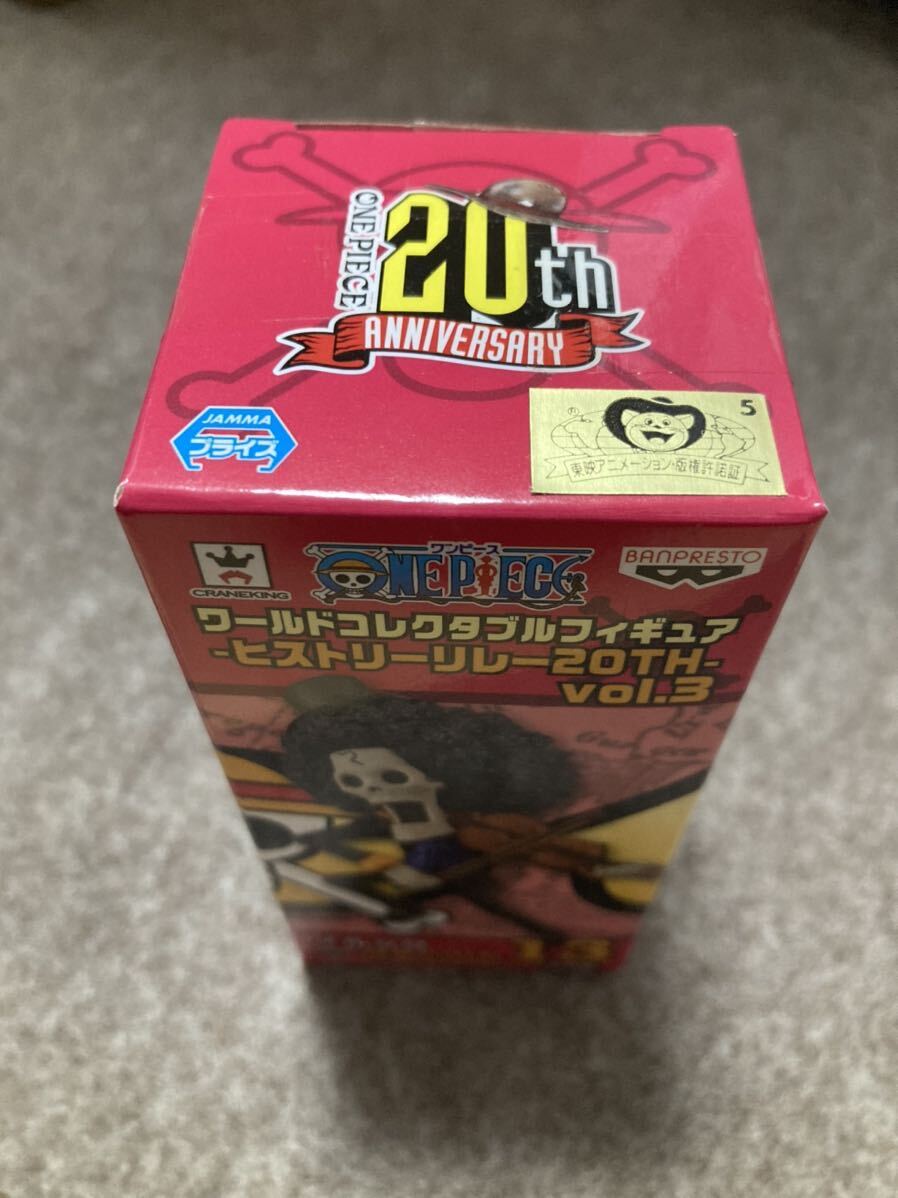 ONE PIECE
20th
ANNIVERSARY
JAMMA
プライズ
5
東映アニメーション・版権許諾証
CRANEKING
ワンピース
ONE PIECE
BANPRESTO
ワールドコレクタブルフィギュア
-ヒストリーリレー20TH-
vol.3